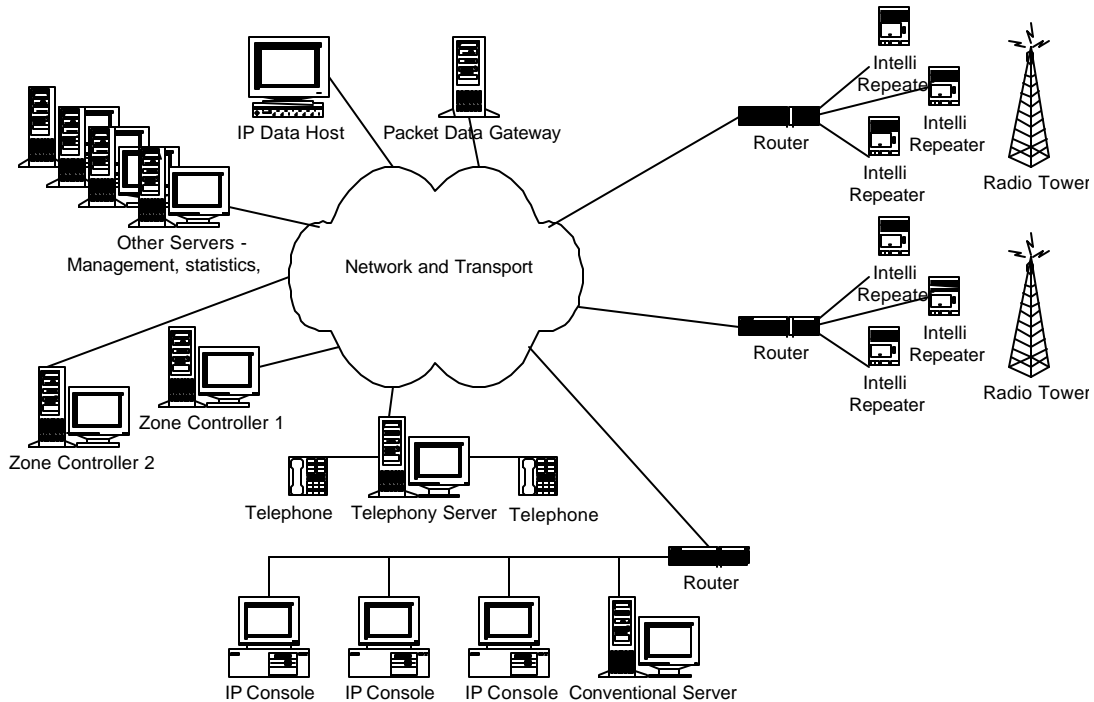 Intelli
Repeater
IP Data Host
Packet Data Gateway
Router
Intelli
Repeater
Intelli
Repeater
Radio Tower
Other Servers -
Management, statistics,
Network and Transport
Intelli
Repeater
Router
Intelli
Repeater
Intelli
Repeater
Radio Tower
Zone Controller 1
Zone Controller 2
Telephone
Telephony Server
Telephone
Router
IP Console
IP Console
IP Console
Conventional Server